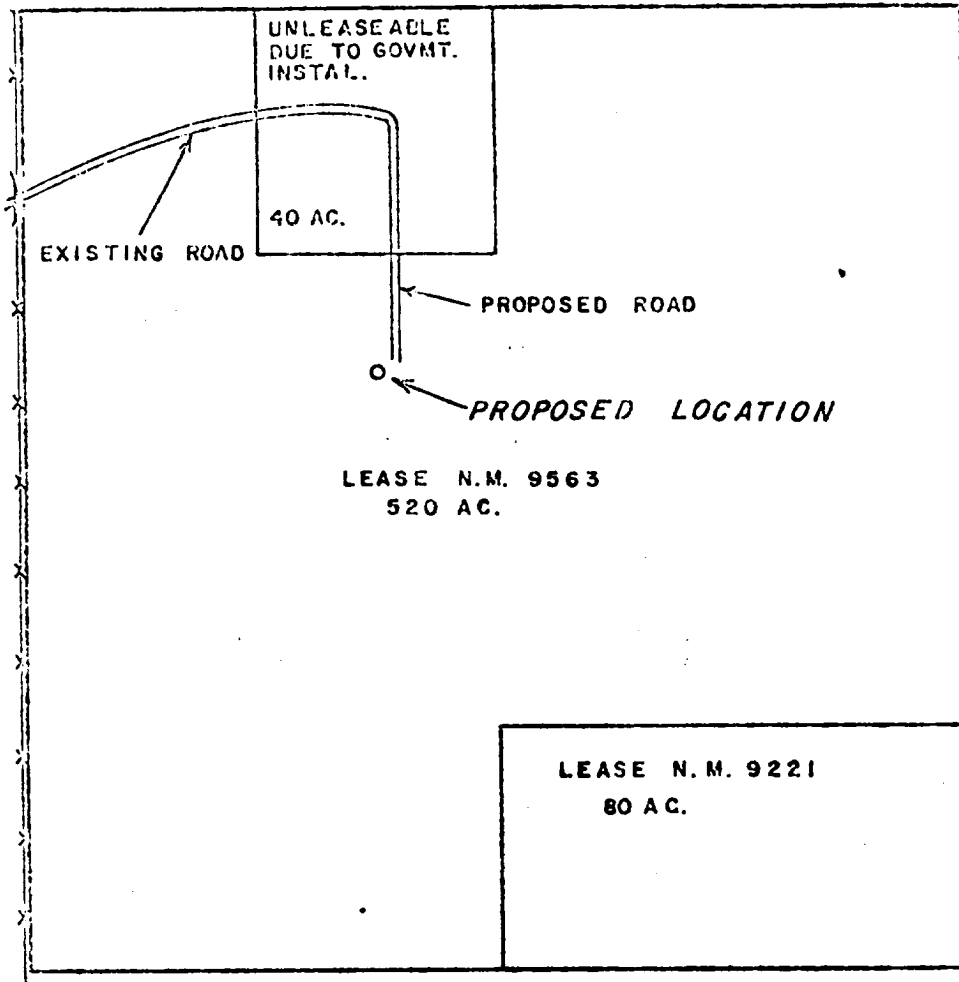 UNLEASEABLE
DUE TO GOVMT.
INSTAL.
40 AC.
EXISTING ROAD
PROPOSED ROAD
PROPOSED LOCATION
LEASE N.M. 9563
520 AC.
LEASE N.M. 9221
80 AC.